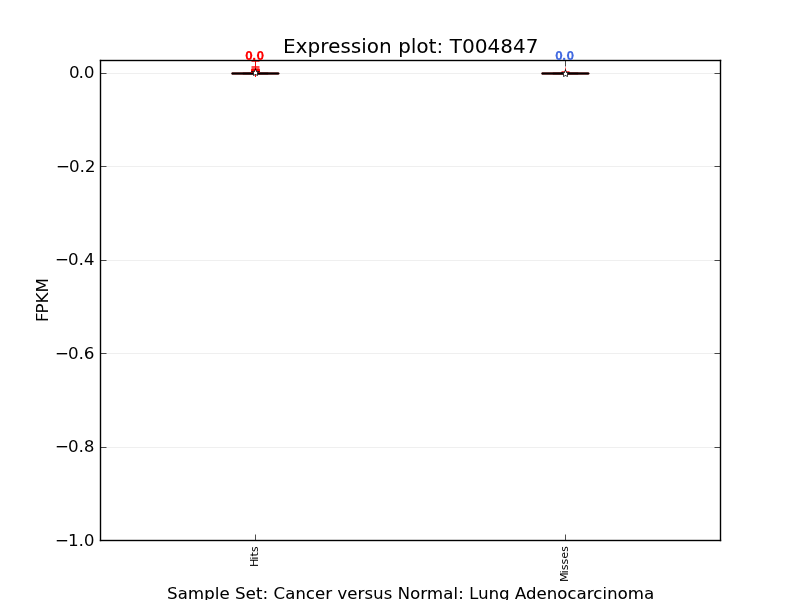 Expression plot: T004847
0.0
0.0
0.0
−0.2
−0.4
−0.6
−0.8
−1.0
FPKM
Hits
Misses
Sample Set: Cancer versus Normal: Lung Adenocarcinoma